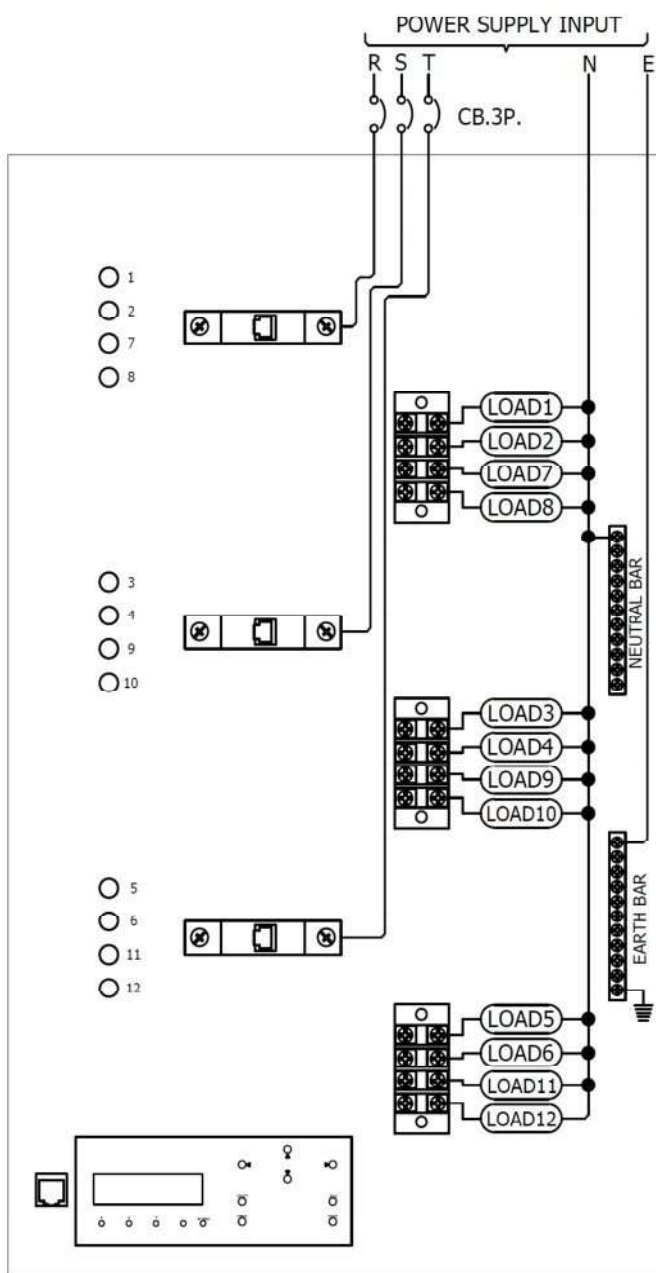 POWER SUPPLY INPUT
R S T N E
CB.3P.
1
2
7
8
LOAD1
LOAD2
LOAD7
LOAD8
NEUTRAL BAR
3
4
9
10
LOAD3
LOAD4
LOAD9
LOAD10
EARTH BAR
5
6
11
12
LOAD5
LOAD6
LOAD11
LOAD12